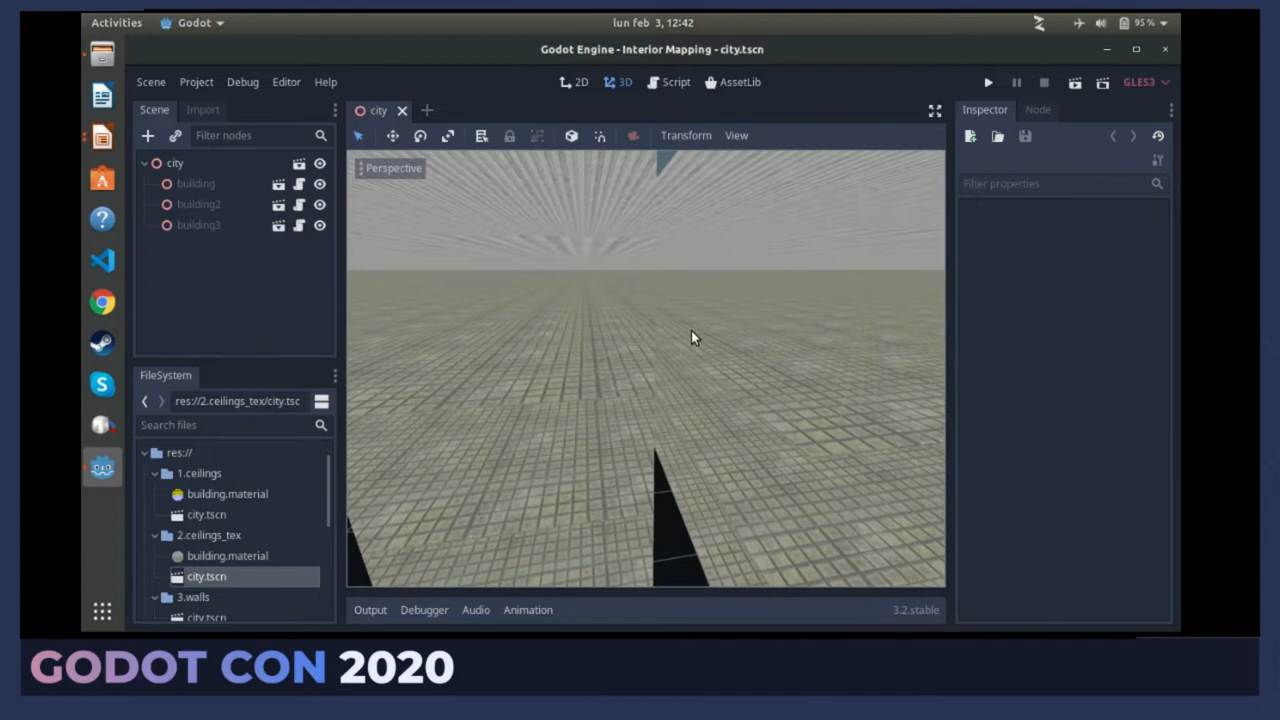 Activities Godot lun feb 3, 12:42 95 %
Godot Engine - Interior Mapping - city.tscn
Scene Project Debug Editor Help 2D 3D Script AssetLib GLES3
Scene Import city Inspector Node
Filter nodes Transform View
Perspective
city
building
building2
building3
Filter properties
FileSystem
res://2.ceilings_tex/city.tsc
Search files
res://
1.ceilings
building.material
city.tscn
2.ceilings_tex
building.material
city.tscn
3.walls
city.tscn
Output Debugger Audio Animation 3.2.stable
GODOT CON 2020